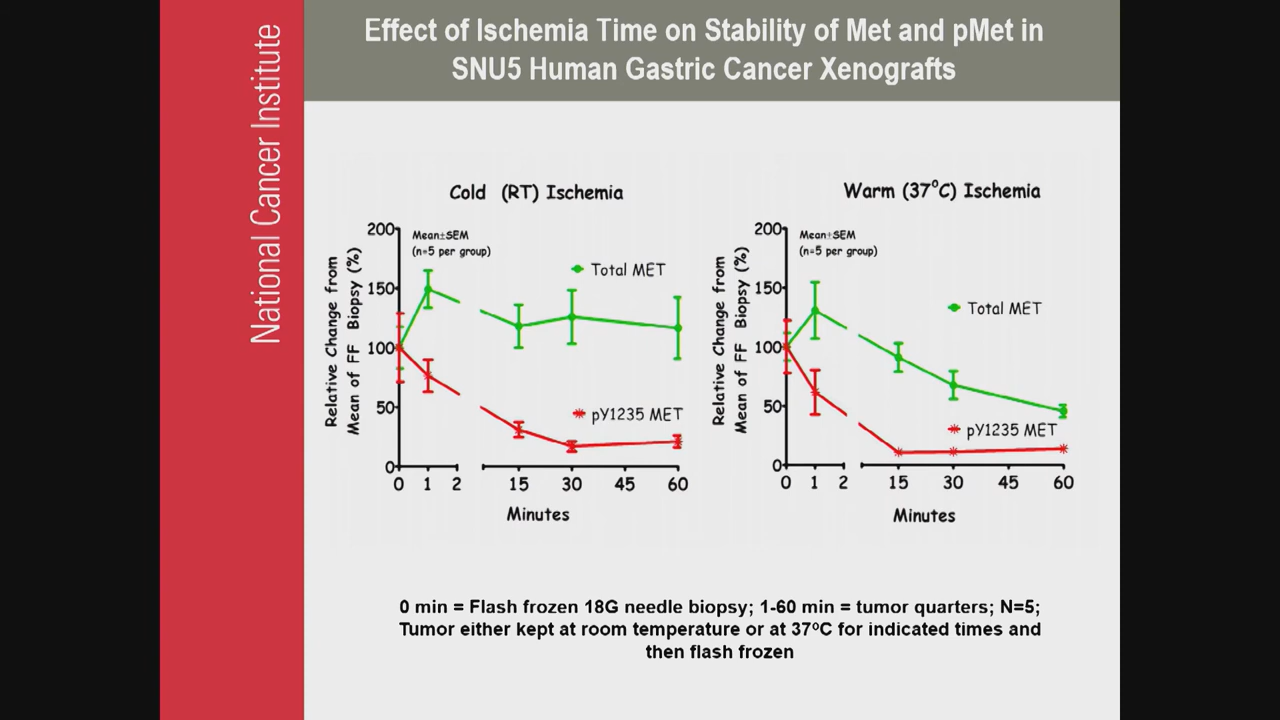 Effect of Ischemia Time on Stability of Met and pMet in
SNU5 Human Gastric Cancer Xenografts
National Cancer Institute
Cold (RT) Ischemia
200
150
100
50
0
Relative Change from
Mean of FF Biopsy (%)
Mean±SEM
(n=5 per group)
Total MET
pY1235 MET
0 1 2 15 30 45 60
Minutes
Warm (37°C) Ischemia
200
150
100
50
0
Relative Change from
Mean of FF Biopsy (%)
Mean±SEM
(n=5 per group)
Total MET
pY1235 MET
0 1 2 15 30 45 60
Minutes
0 min = Flash frozen 18G needle biopsy; 1-60 min = tumor quarters; N=5;
Tumor either kept at room temperature or at 37ºC for indicated times and
then flash frozen